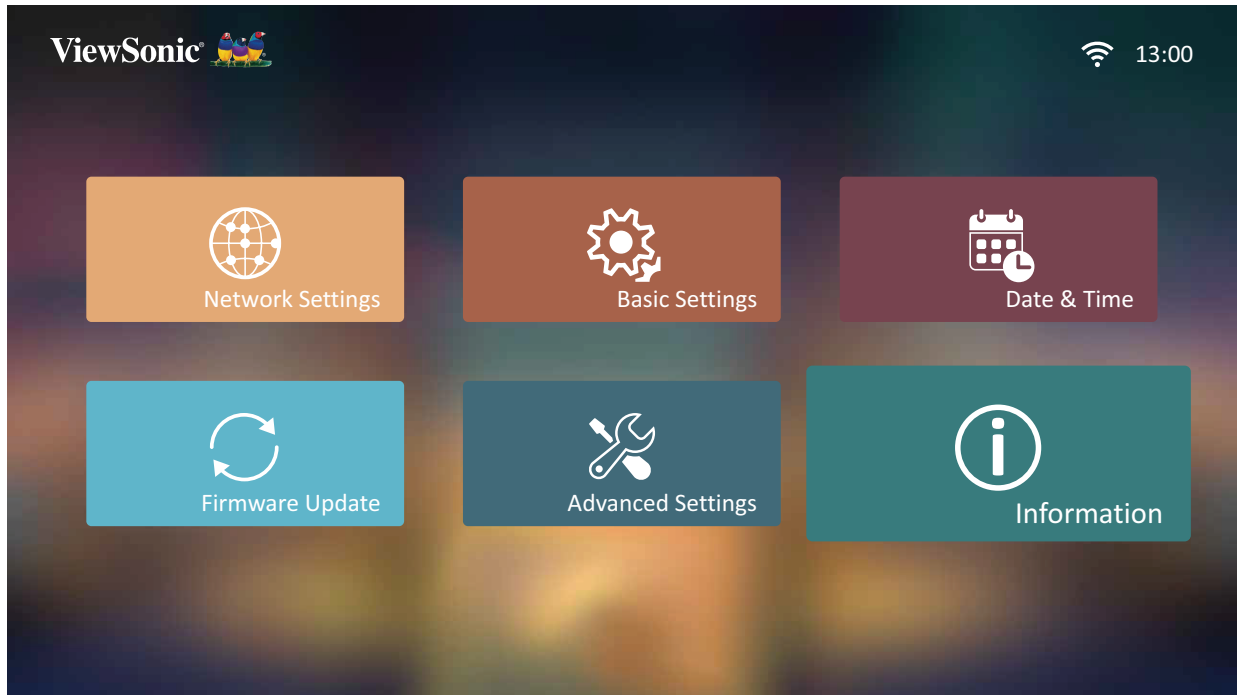 ViewSonic®
13:00
Network Settings
Basic Settings
Date & Time
Firmware Update
Advanced Settings
Information